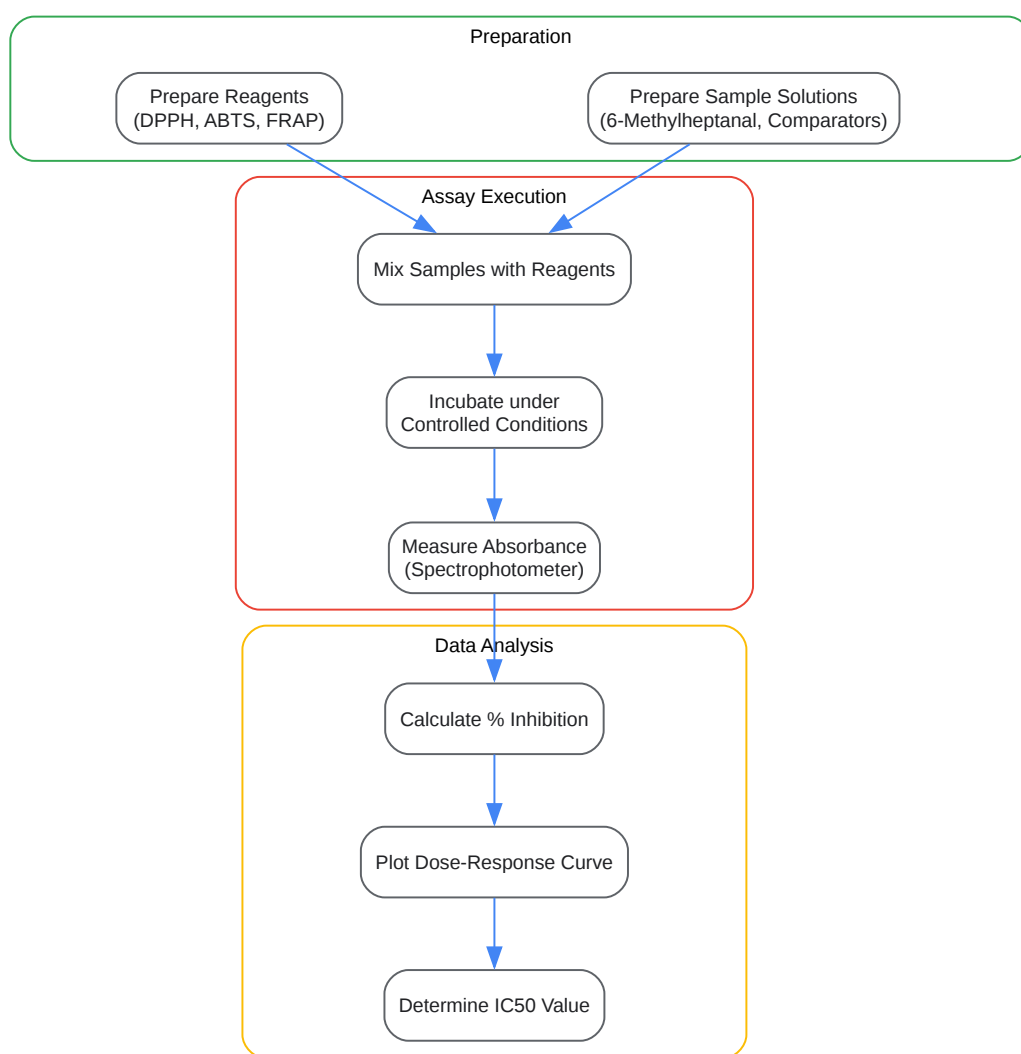 Preparation
Prepare Reagents
(DPPH, ABTS, FRAP)
Prepare Sample Solutions
(6-Methylheptanal, Comparators)
Assay Execution
Mix Samples with Reagents
Incubate under
Controlled Conditions
Measure Absorbance
(Spectrophotometer)
Data Analysis
Calculate % Inhibition
Plot Dose-Response Curve
Determine IC50 Value